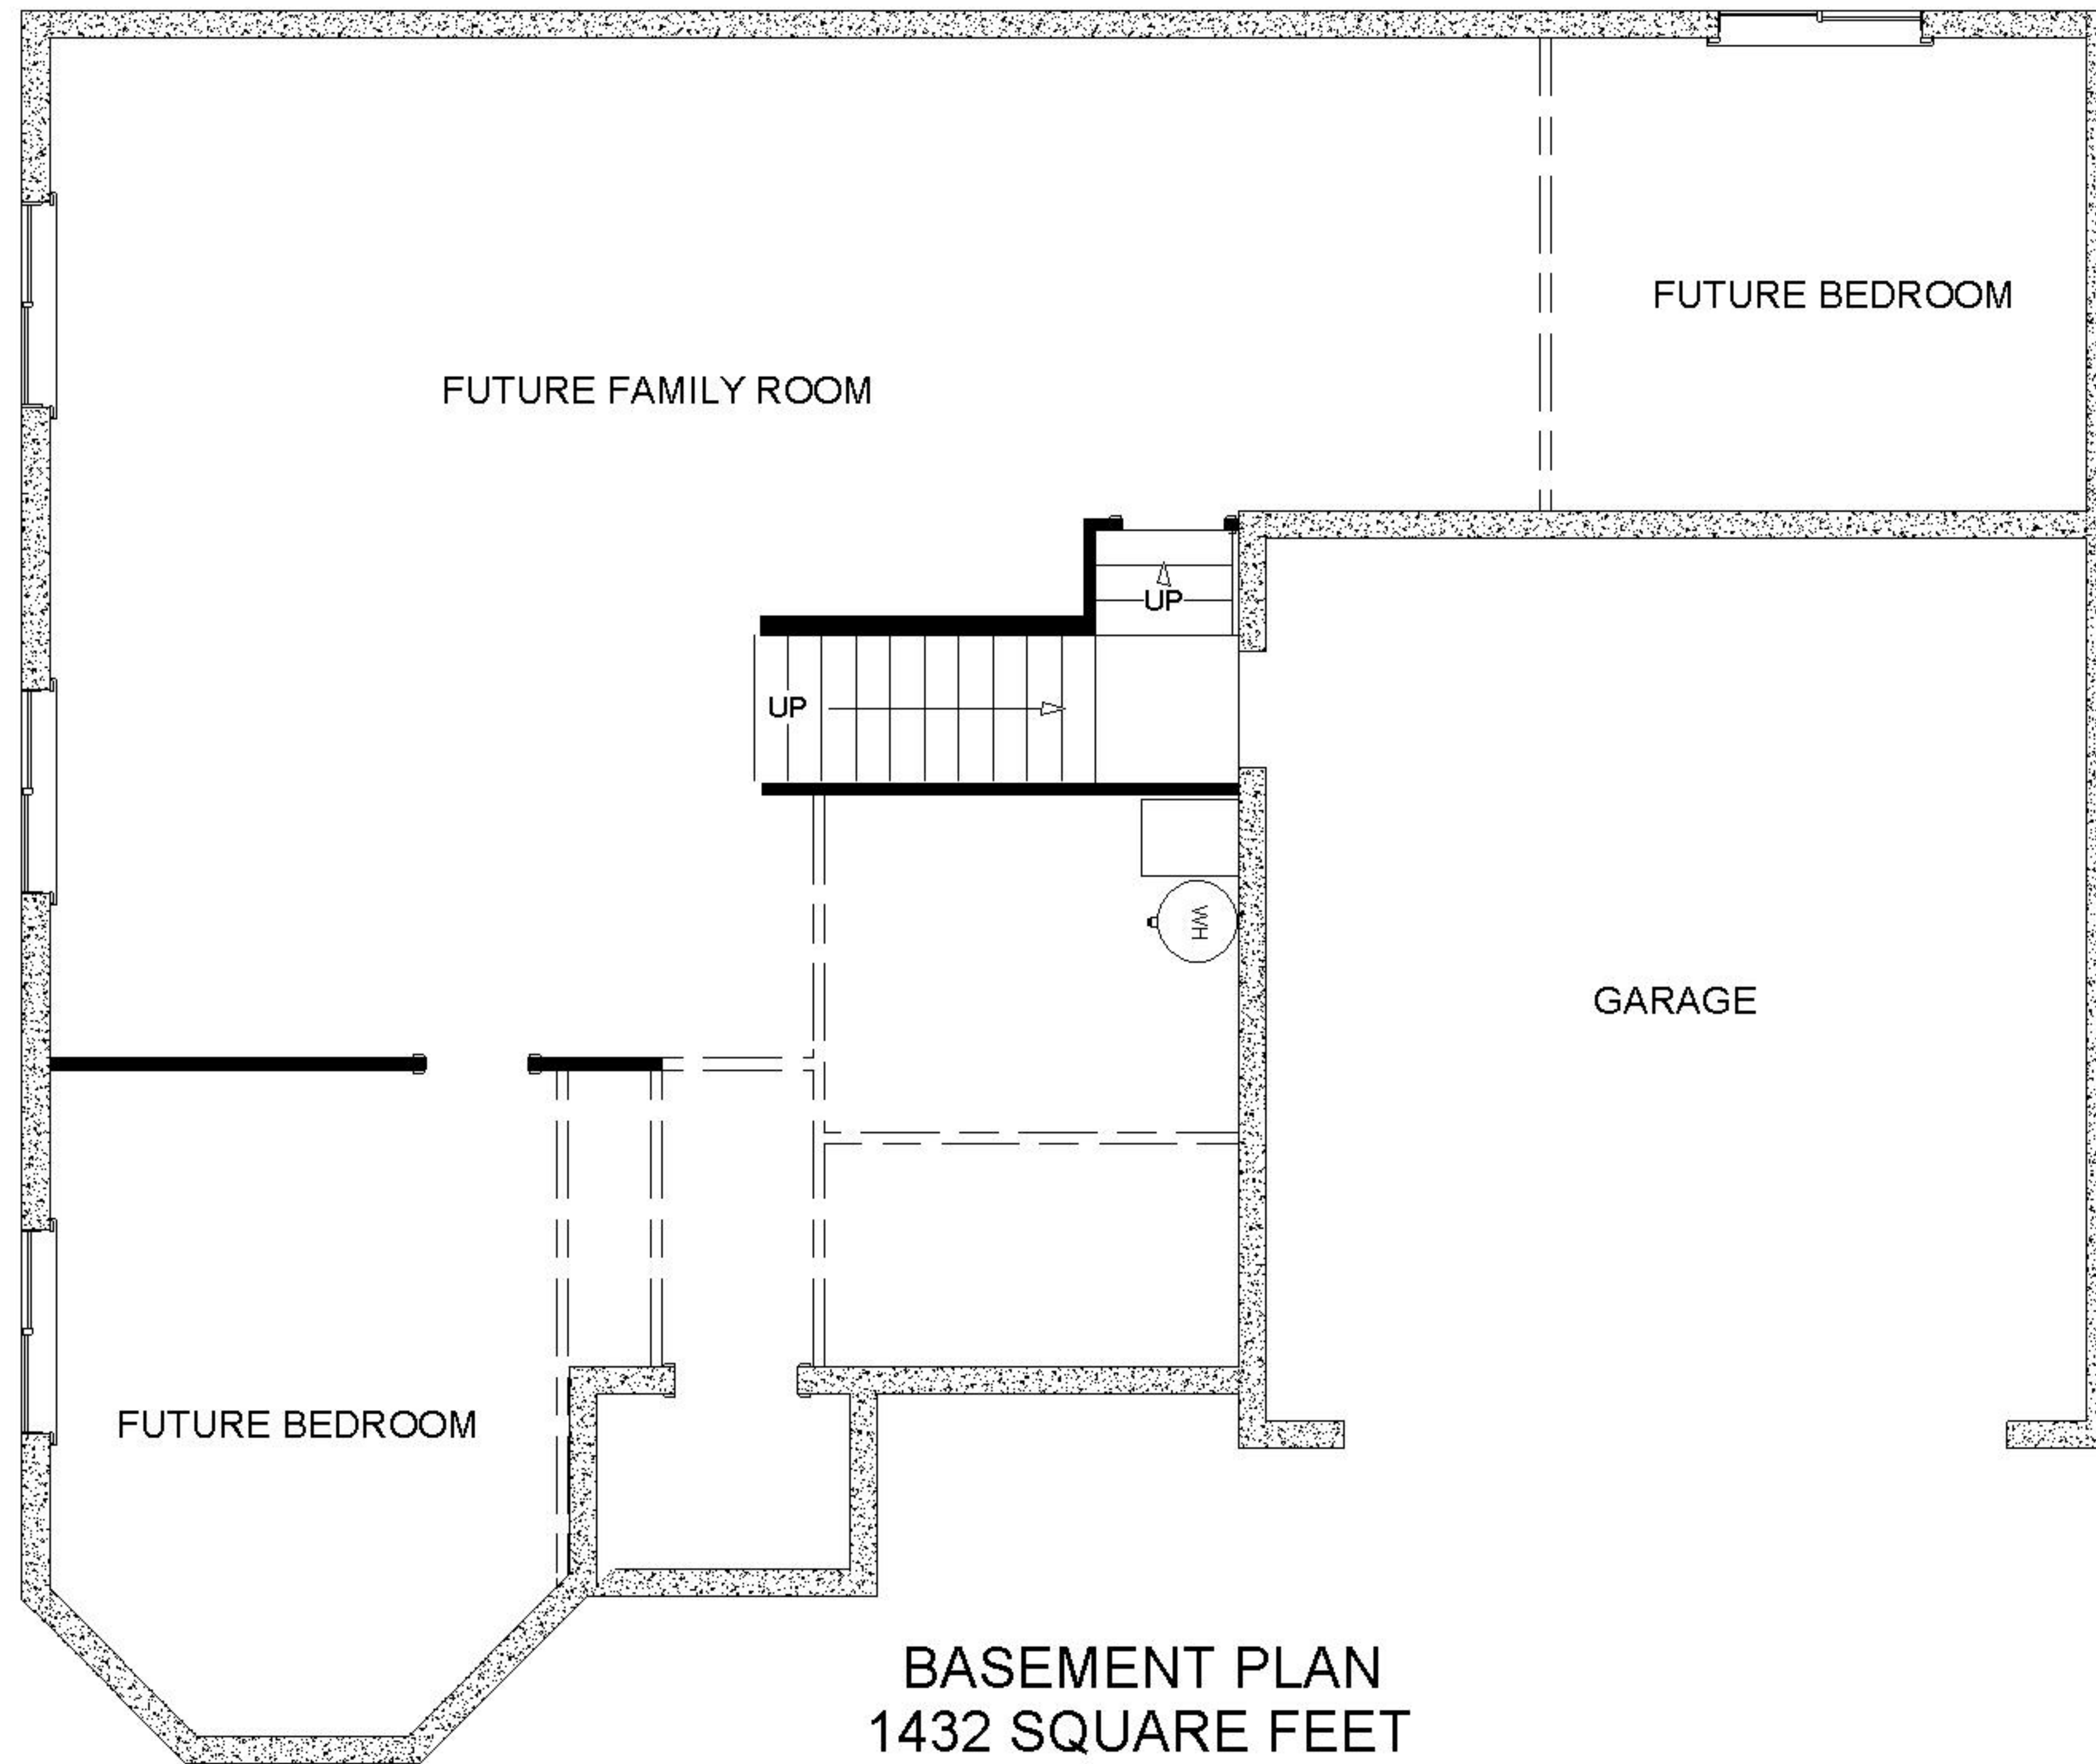 FUTURE BEDROOM
FUTURE FAMILY ROOM
UP
UP
WH
GARAGE
FUTURE BEDROOM
BASEMENT PLAN
1432 SQUARE FEET